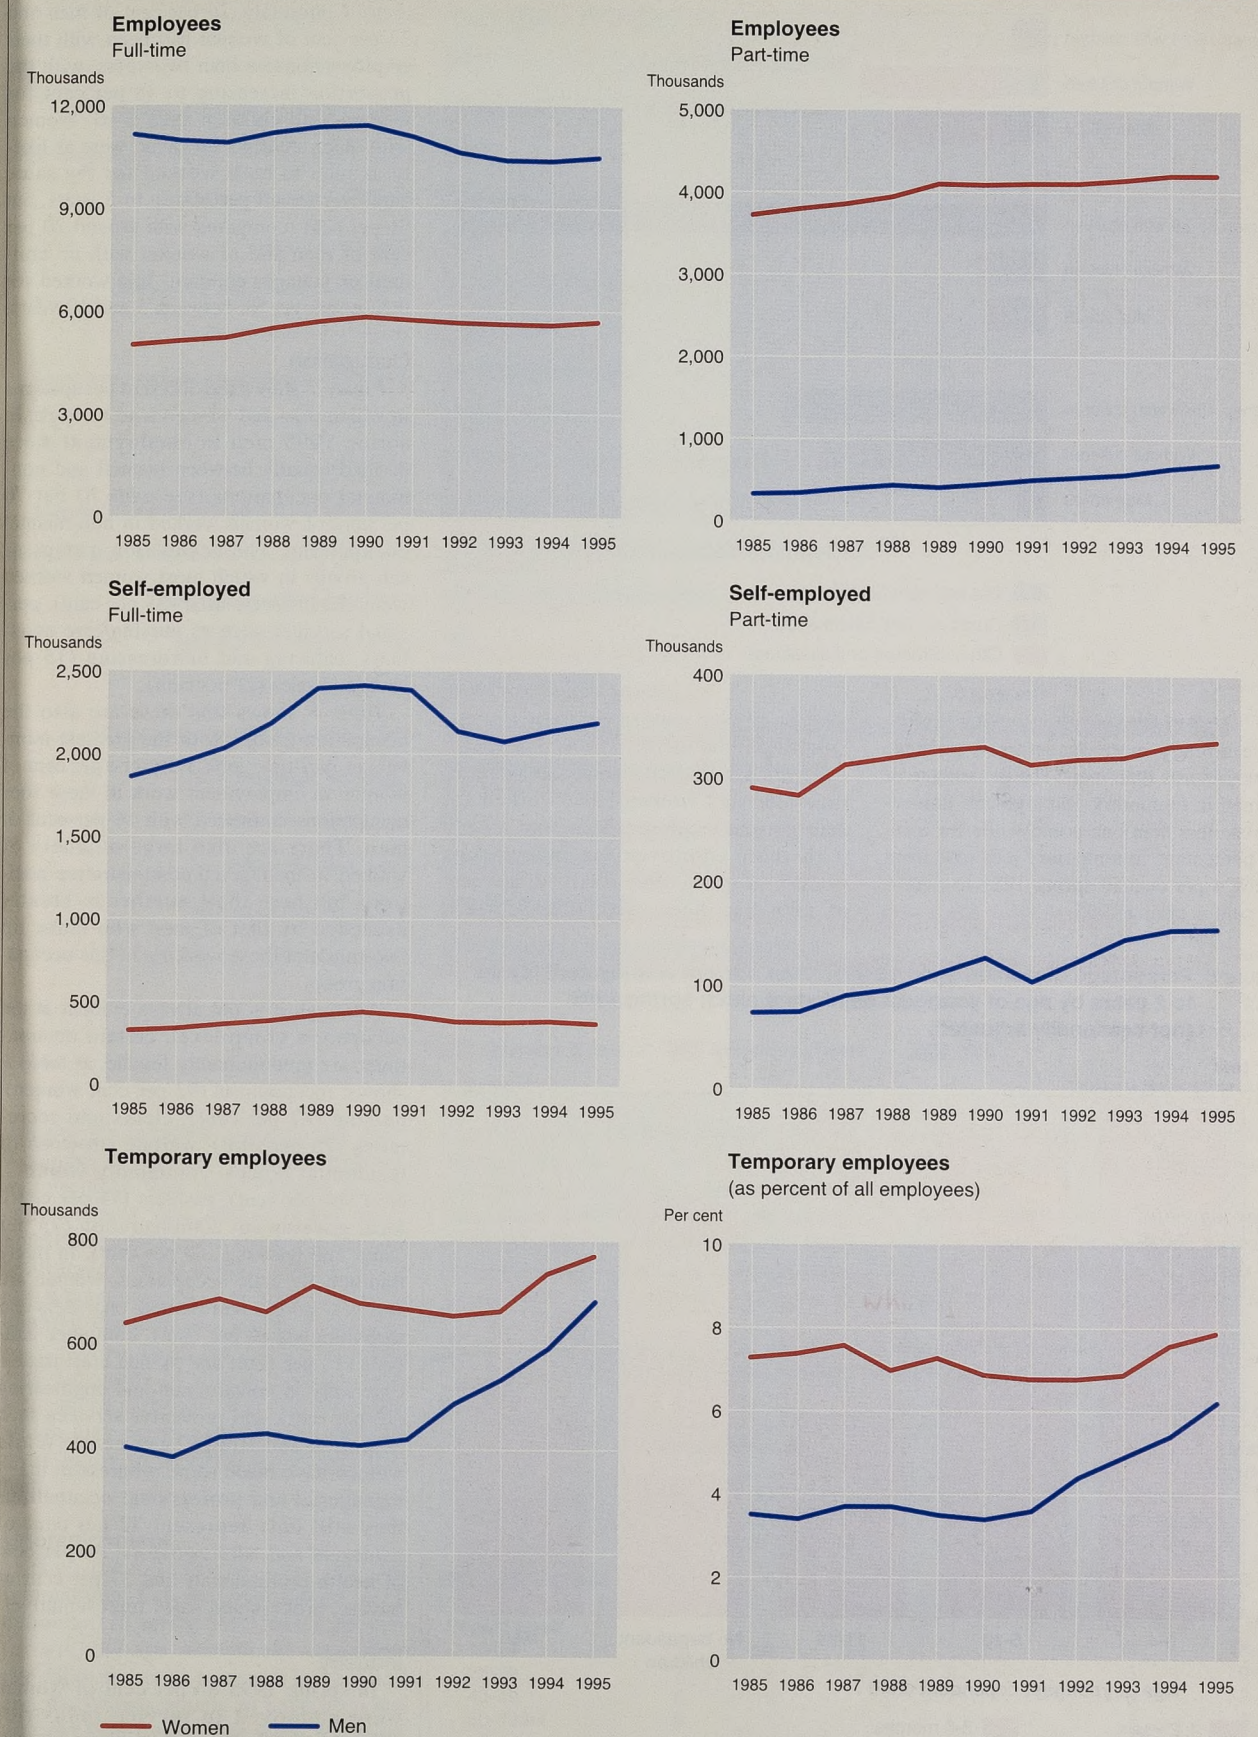 Employees
Full-time
Thousands
12,000
9,000
6,000
3,000
0
1985 1986 1987 1988 1989 1990 1991 1992 1993 1994 1995
Employees
Part-time
Thousands
5,000
4,000
3,000
2,000
1,000
0
1985 1986 1987 1988 1989 1990 1991 1992 1993 1994 1995
Self-employed
Full-time
Thousands
2,500
2,000
1,500
1,000
500
0
1985 1986 1987 1988 1989 1990 1991 1992 1993 1994 1995
Self-employed
Part-time
Thousands
400
300
200
100
0
1985 1986 1987 1988 1989 1990 1991 1992 1993 1994 1995
Temporary employees
Thousands
800
600
400
200
0
1985 1986 1987 1988 1989 1990 1991 1992 1993 1994 1995
Temporary employees
(as percent of all employees)
Per cent
10
8
6
4
2
0
1985 1986 1987 1988 1989 1990 1991 1992 1993 1994 1995
Women Men